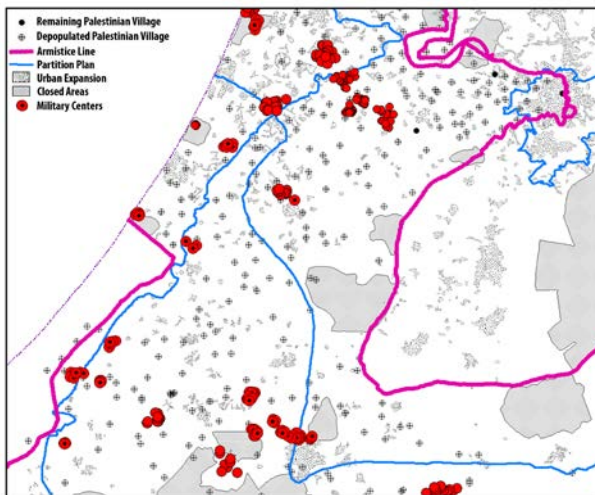 Remaining Palestinian Village
Depopulated Palestinian Village
Armistice Line
Partition Plan
Urban Expansion
Closed Areas
Military Centers